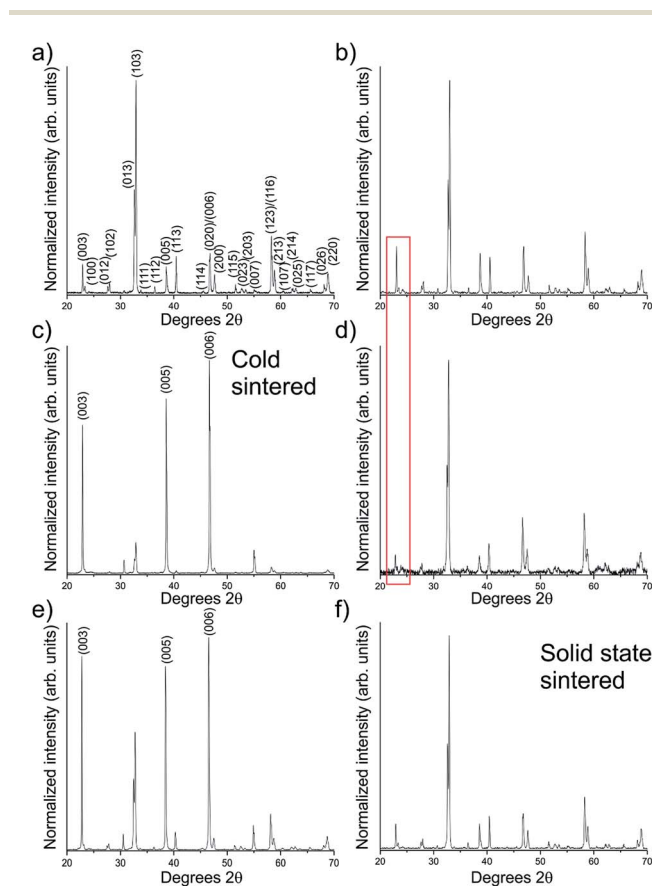 a)
Normalized intensity (arb. units)
(003)
(100)
(012)
(102)
(013)
(103)
(111)
(112)
(005)
(113)
(114)
(020)/(006)
(200)
(115)
(023)
(203)
(007)
(123)/(116)
(107)
(213)
(214)
(025)
(117)
(026)
(220)
20 30 40 50 60 70
Degrees 2θ
b)
Normalized intensity (arb. units)
20 30 40 50 60 70
Degrees 2θ
c)
Normalized intensity (arb. units)
(003)
(005)
(006)
Cold
sintered
20 30 40 50 60 70
Degrees 2θ
d)
Normalized intensity (arb. units)
20 30 40 50 60 70
Degrees 2θ
e)
Normalized intensity (arb. units)
(003)
(005)
(006)
20 30 40 50 60 70
Degrees 2θ
f)
Normalized intensity (arb. units)
Solid state
sintered
20 30 40 50 60 70
Degrees 2θ